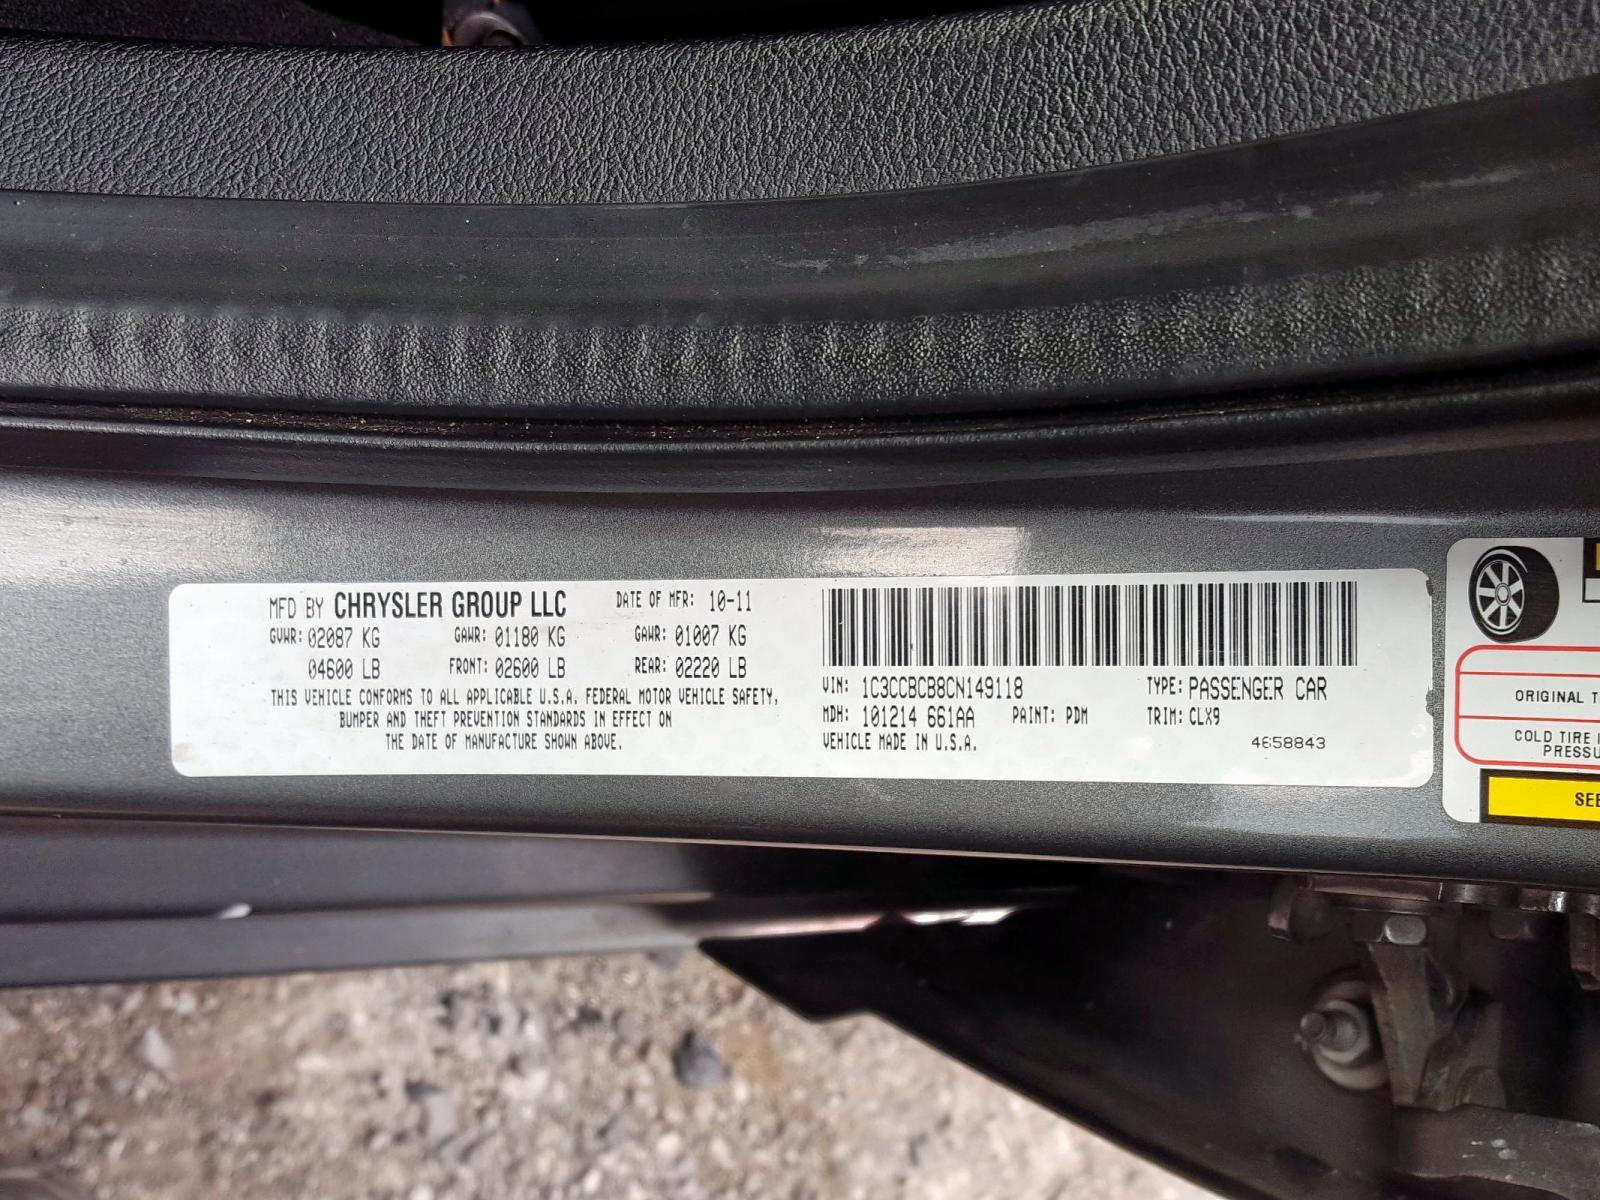 MFD BY CHRYSLER GROUP LLC DATE OF MFR: 10-11
GVWR: 02087 KG GAWR: 01180 KG GAWR: 01007 KG
04600 LB FRONT: 02600 LB REAR: 02220 LB
THIS VEHICLE CONFORMS TO ALL APPLICABLE U.S.A. FEDERAL MOTOR VEHICLE SAFETY,
BUMPER AND THEFT PREVENTION STANDARDS IN EFFECT ON
THE DATE OF MANUFACTURE SHOWN ABOVE.
VIN: 1C3CCBCB8CN149118 TYPE: PASSENGER CAR
MDH: 101214 661AA PAINT: PDM TRIM: CLX9
VEHICLE MADE IN U.S.A. 4658843
ORIGINAL
COLD TIRE
SEE